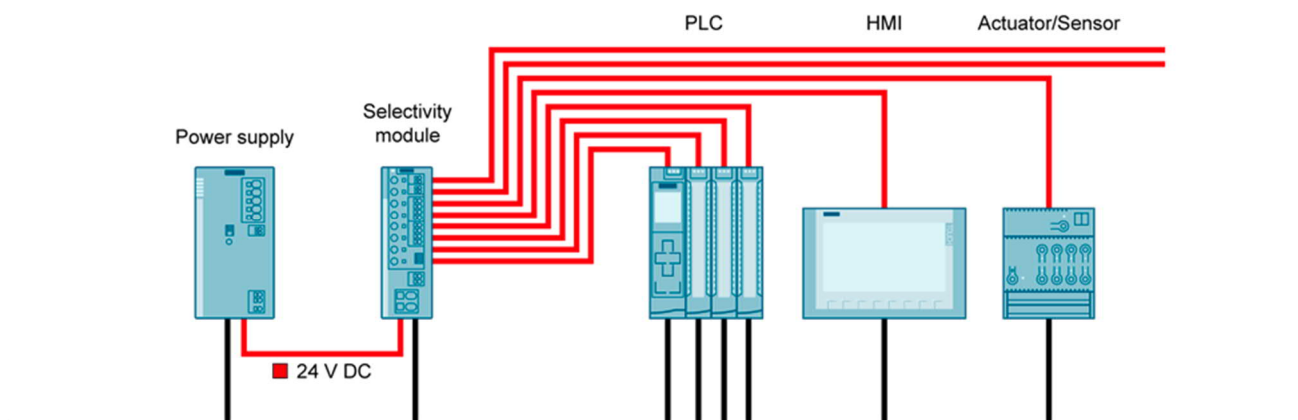 PLC
HMI
Actuator/Sensor
Selectivity
module
Power supply
24 V DC